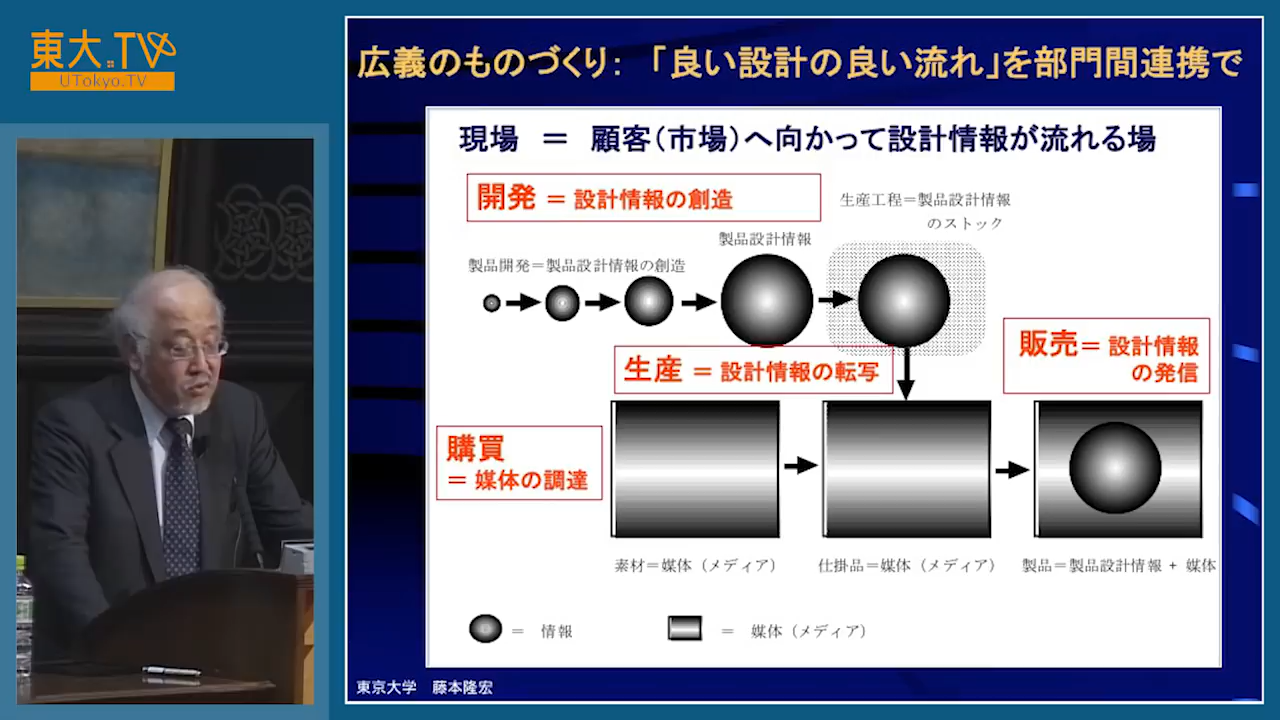 東大.TV
UTokyo.TV
広義のものづくり：「良い設計の良い流れ」を部門間連携で
現場 ＝ 顧客（市場）へ向かって設計情報が流れる場
開発 ＝ 設計情報の創造
生産工程＝製品設計情報
のストック
製品設計情報
製品開発＝製品設計情報の創造
生産 ＝ 設計情報の転写
販売＝ 設計情報
の発信
購買
＝ 媒体の調達
素材＝媒体（メディア）
仕掛品＝媒体（メディア）
製品＝製品設計情報 + 媒体
＝ 情報
＝ 媒体（メディア）
東京大学 藤本隆宏